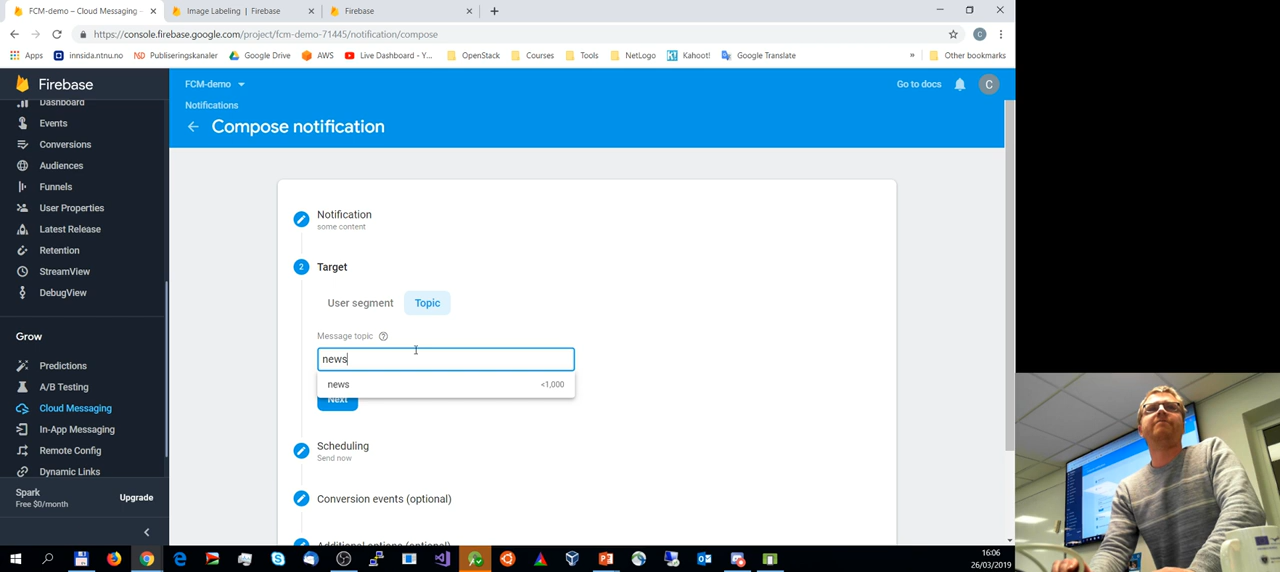 FCM-demo – Cloud Messaging –
Image Labeling | Firebase
Firebase
https://console.firebase.google.com/project/fcm-demo-71445/notification/compose
Apps
innsida.ntnu.no
Publiseringskanaler
Google Drive
AWS
Live Dashboard - Y...
OpenStack
Courses
Tools
NetLogo
Kahoot!
Google Translate
»
Other bookmarks
Firebase
FCM-demo
Go to docs
C
Dashboard
Events
Conversions
Audiences
Funnels
User Properties
Latest Release
Retention
StreamView
DebugView
Grow
Predictions
A/B Testing
Cloud Messaging
In-App Messaging
Remote Config
Dynamic Links
Spark
Free $0/month
Upgrade
Notifications
Compose notification
Notification
some content
2
Target
User segment
Topic
Message topic
news
news
<1,000
Next
Scheduling
Send now
Conversion events (optional)
Additional options (optional)
16:06
26/03/2019